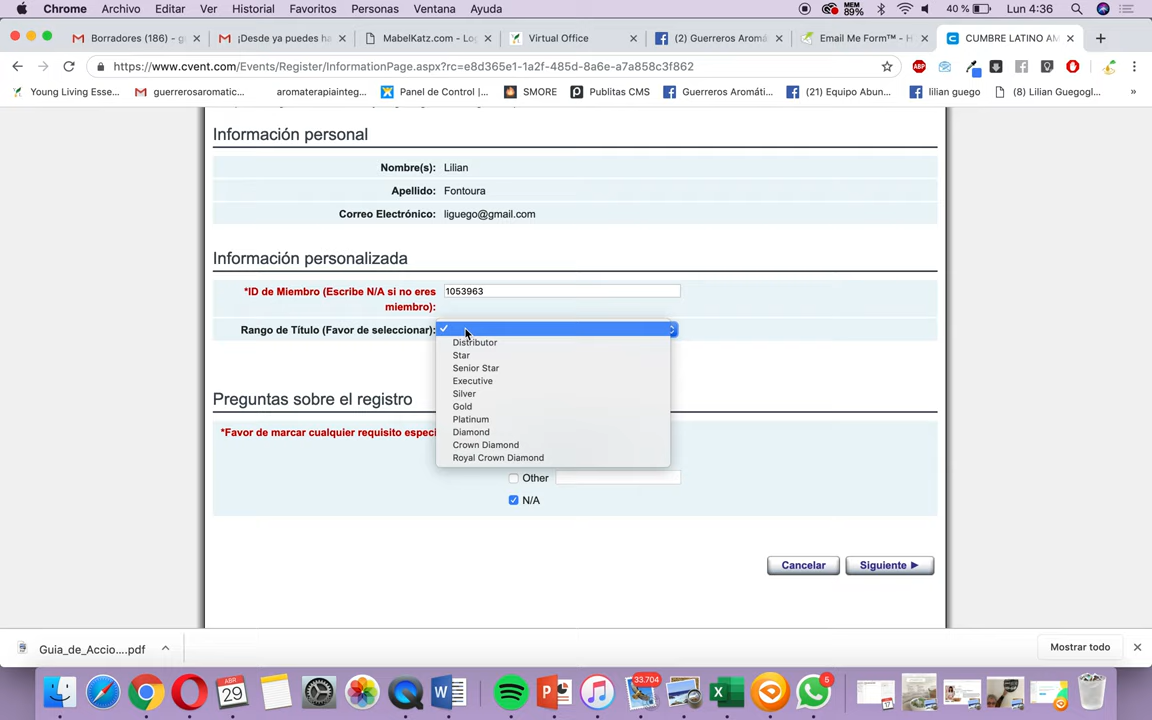 Chrome Archivo Editar Ver Historial Favoritos Personas Ventana Ayuda MEM 89% 40 % Lun 4:36
Borradores (186) - g ¡Desde ya puedes ha MabelKatz.com - Lo Virtual Office (2) Guerreros Aromá Email Me Form™ - H CUMBRE LATINO AM
https://www.cvent.com/Events/Register/InformationPage.aspx?rc=e8d365e1-1a2f-485d-8a6e-a7a858c3f862 ABP
Young Living Esse... guerrerosaromatic... aromaterapiainteg... Panel de Control |... SMORE Publitas CMS Guerreros Aromáti... (21) Equipo Abun... lilian guego (8) Lilian Guegogl... »
Información personal
Nombre(s): Lilian
Apellido: Fontoura
Correo Electrónico: liguego@gmail.com
Información personalizada
*ID de Miembro (Escribe N/A si no eres 1053963
miembro):
Rango de Título (Favor de seleccionar):
Distributor
Star
Senior Star
Executive
Silver
Preguntas sobre el registro
Gold
Platinum
*Favor de marcar cualquier requisito especi Diamond
Crown Diamond
Royal Crown Diamond
Other
N/A
Cancelar Siguiente
Guia_de_Accio....pdf Mostrar todo
ABR 29 33.704 6